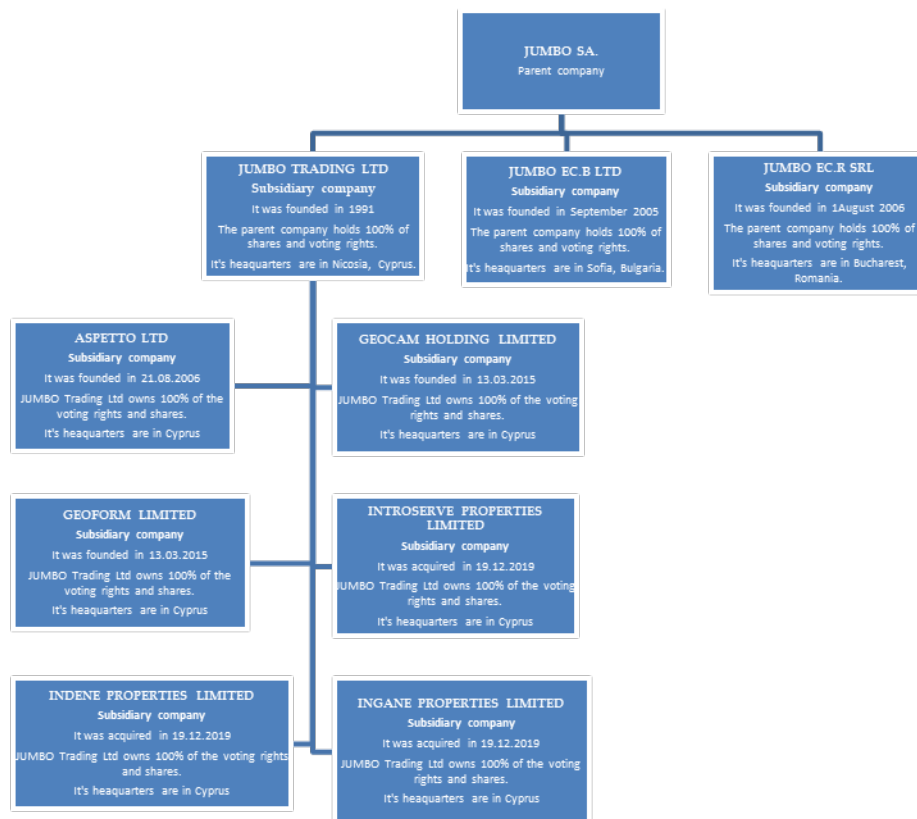 JUMBO SA.
Parent company
JUMBO TRADING LTD
Subsidiary company
It was founded in 1991
The parent company holds 100% of
shares and voting rights.
It's headquarters are in Nicosia, Cyprus.
JUMBO EC.B LTD
Subsidiary company
It was founded in September 2005
The parent company holds 100% of
shares and voting rights.
It's headquarters are in Sofia, Bulgaria.
JUMBO EC.R SRL
Subsidiary company
It was founded in 1August 2006
The parent company holds 100% of
shares and voting rights.
It's headquarters are in Bucharest,
Romania.
ASPETTO LTD
Subsidiary company
It was founded in 21.08.2006
JUMBO Trading Ltd owns 100% of the
voting rights and shares.
It's heaquarters are in Cyprus
GEOCAM HOLDING LIMITED
Subsidiary company
It was founded in 13.03.2015
JUMBO Trading Ltd owns 100% of the voting
rights and shares.
It's heaquarters are in Cyprus
GEOFORM LIMITED
Subsidiary company
It was founded in 13.03.2015
JUMBO Trading Ltd owns 100% of the
voting rights and shares.
It's heaquarters are in Cyprus
INTROSERVE PROPERTIES
LIMITED
Subsidiary company
It was acquired in 19.12.2019
JUMBO Trading Ltd owns 100% of the voting
rights and shares.
It's heaquarters are in Cyprus
INDENE PROPERTIES LIMITED
Subsidiary company
It was acquired in 19.12.2019
JUMBO Trading Ltd owns 100% of the voting rights
and shares.
It's heaquarters are in Cyprus
INGANE PROPERTIES LIMITED
Subsidiary company
It was acquired in 19.12.2019
JUMBO Trading Ltd owns 100% of the voting
rights and shares.
It's heaquarters are in Cyprus